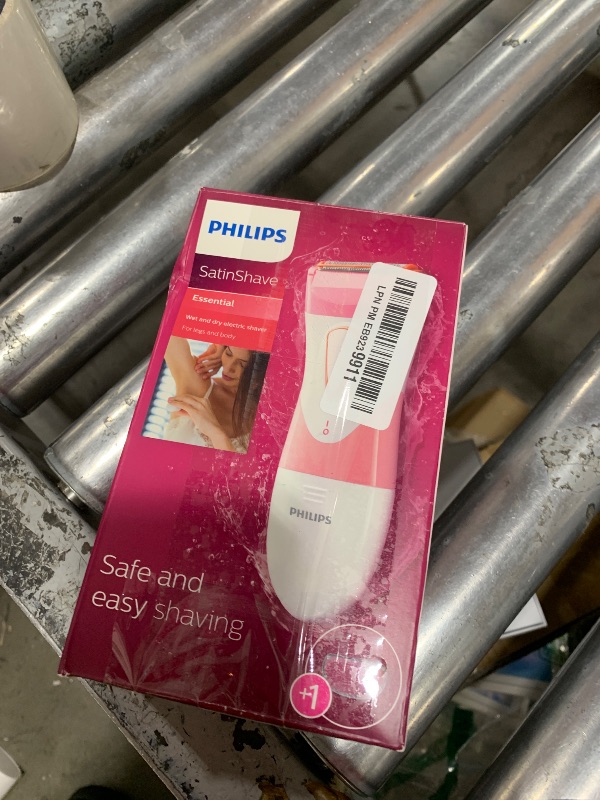 PHILIPS
SatinShave
Essential
Wet and dry electric shaver
For legs and body
LPN PM EB9239911
PHILIPS
Safe and
easy shaving
+1